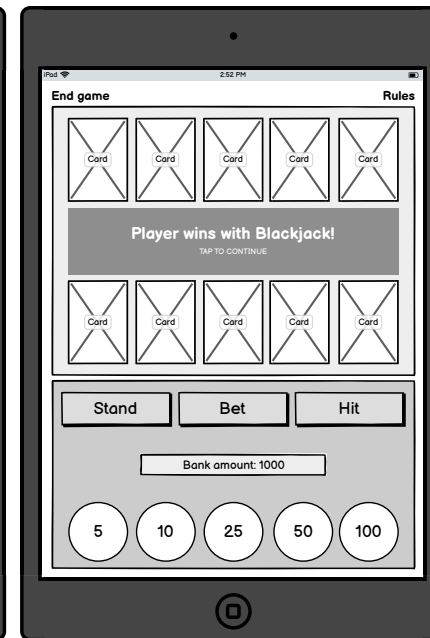 iPod 2:52 PM
End game Rules
Card Card Card Card Card
Player wins with Blackjack!
TAP TO CONTINUE
Card Card Card Card Card
Stand Bet Hit
Bank amount: 1000
5 10 25 50 100